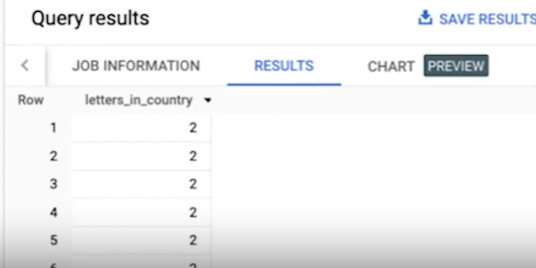 Query results
SAVE RESULTS
JOB INFORMATION RESULTS CHART PREVIEW
Row letters_in_country
1 2
2 2
3 2
4 2
5 2